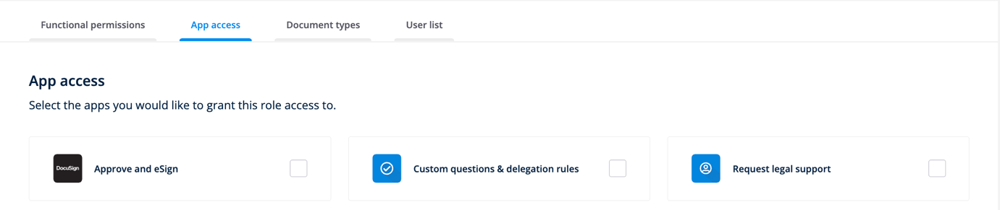 Functional permissions
App access
Document types
User list
App access
Select the apps you would like to grant this role access to.
DocuSign
Approve and eSign
Custom questions & delegation rules
Request legal support